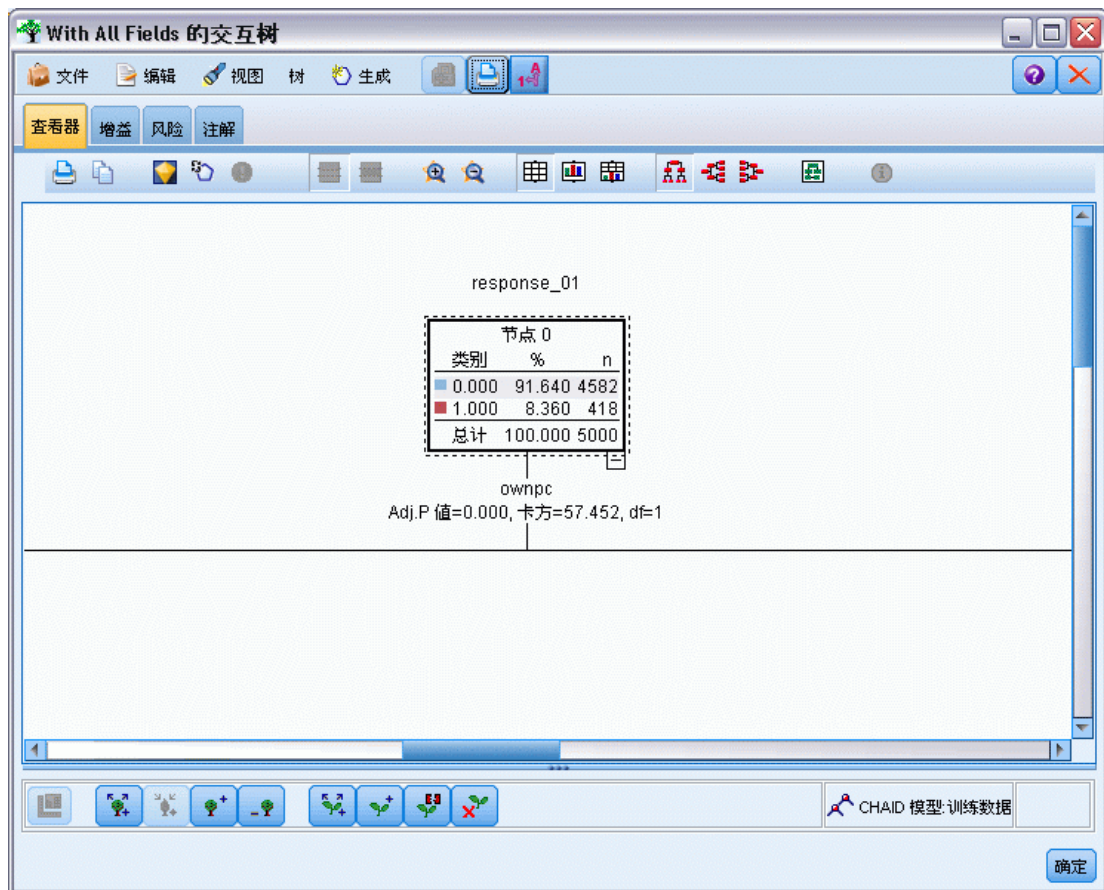 With All Fields 的交互树
文件 编辑 视图 树 生成
查看器 增益 风险 注解
response_01
节点 0
类别 % n
0.000 91.640 4582
1.000 8.360 418
总计 100.000 5000
ownpc
Adj.P 值=0.000, 卡方=57.452, df=1
CHAID 模型:训练数据
确定